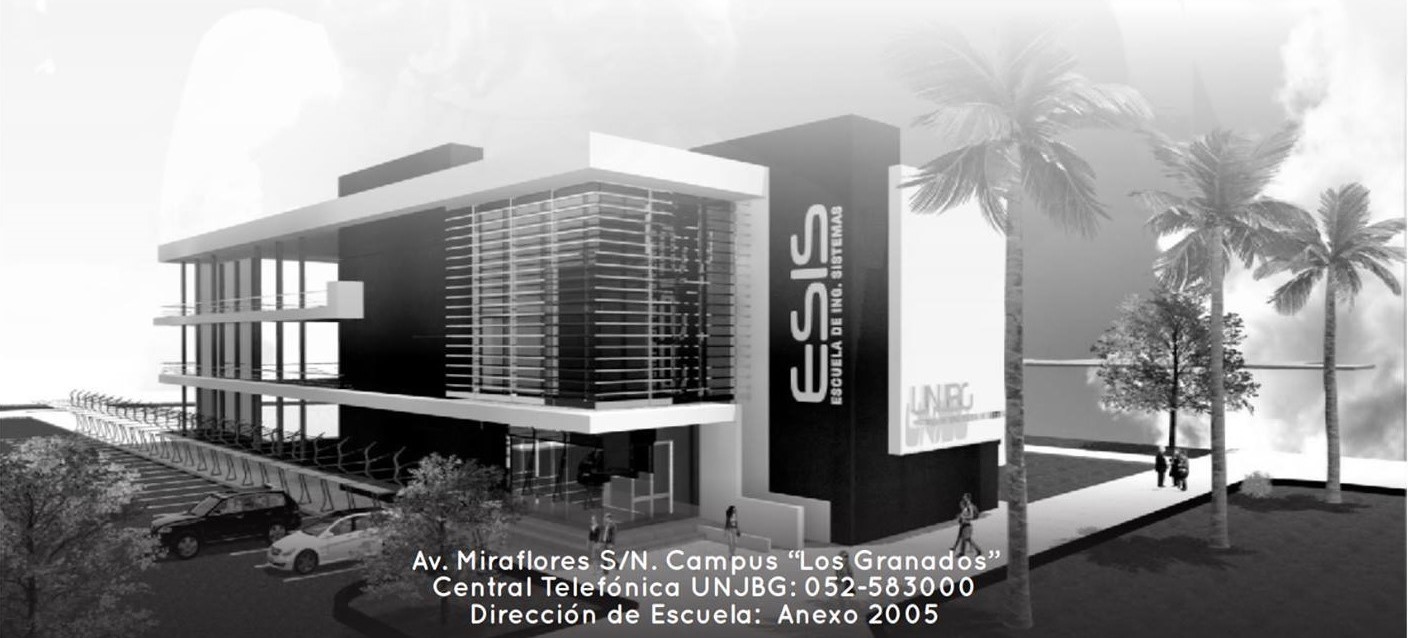 ESIS
ESCUELA DE ING. SISTEMAS
UNJBG
Av. Miraflores S/N. Campus “Los Granados”
Central Telefónica UNJBG: 052-583000
Dirección de Escuela: Anexo 2005